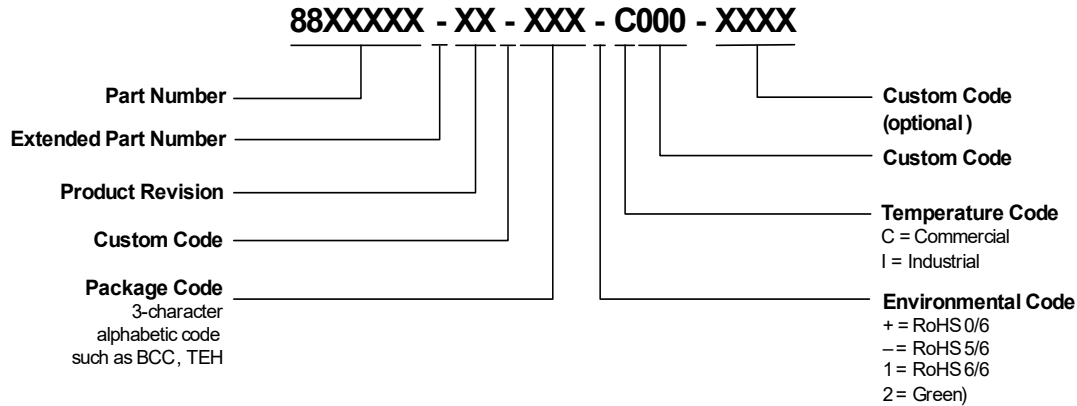 88XXXXX - XX - XXX - C000 - XXXX
Part Number
Extended Part Number
Product Revision
Custom Code
Package Code
3-character
alphabetic code
such as BCC, TEH
Custom Code
(optional)
Custom Code
Temperature Code
C = Commercial
I = Industrial
Environmental Code
+ = RoHS 0/6
– = RoHS 5/6
1 = RoHS 6/6
2 = Green)